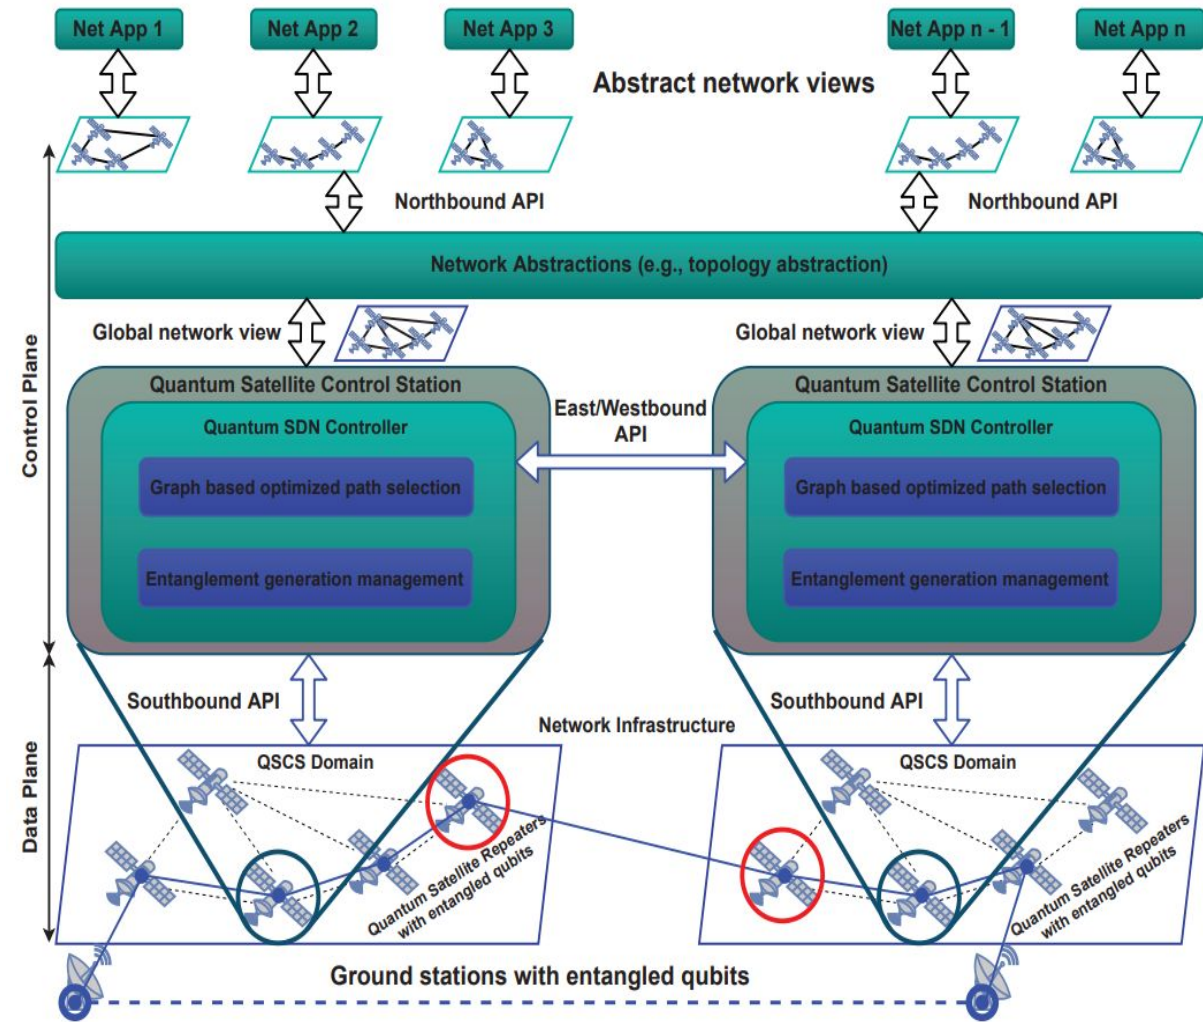 Net App 1
Net App 2
Net App 3
Net App n - 1
Net App n
Abstract network views
Northbound API
Northbound API
Network Abstractions (e.g., topology abstraction)
Global network view
Global network view
Control Plane
Quantum Satellite Control Station
Quantum SDN Controller
Graph based optimized path selection
Entanglement generation management
East/Westbound
API
Quantum Satellite Control Station
Quantum SDN Controller
Graph based optimized path selection
Entanglement generation management
Data Plane
Southbound API
Network Infrastructure
Southbound API
QSCS Domain
Quantum Satellite Repeaters
with entangled qubits
QSCS Domain
Quantum Satellite Repeaters
with entangled qubits
Ground stations with entangled qubits